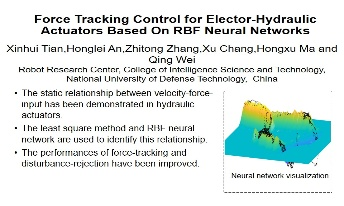 Force Tracking Control for Elector-Hydraulic
Actuators Based On RBF Neural Networks
Xinhui Tian,Honglei An,Zhitong Zhang,Xu Chang,Hongxu Ma and
Qing Wei
Robot Research Center, College of Intelligence Science and Technology,
National University of Defense Technology, China
• The static relationship between velocity-force-
input has been demonstrated in hydraulic
actuators.
• The least square method and RBF neural
network are used to identify this relationship.
• The performances of force-tracking and
disturbance-rejection have been improved.
Neural network visualization